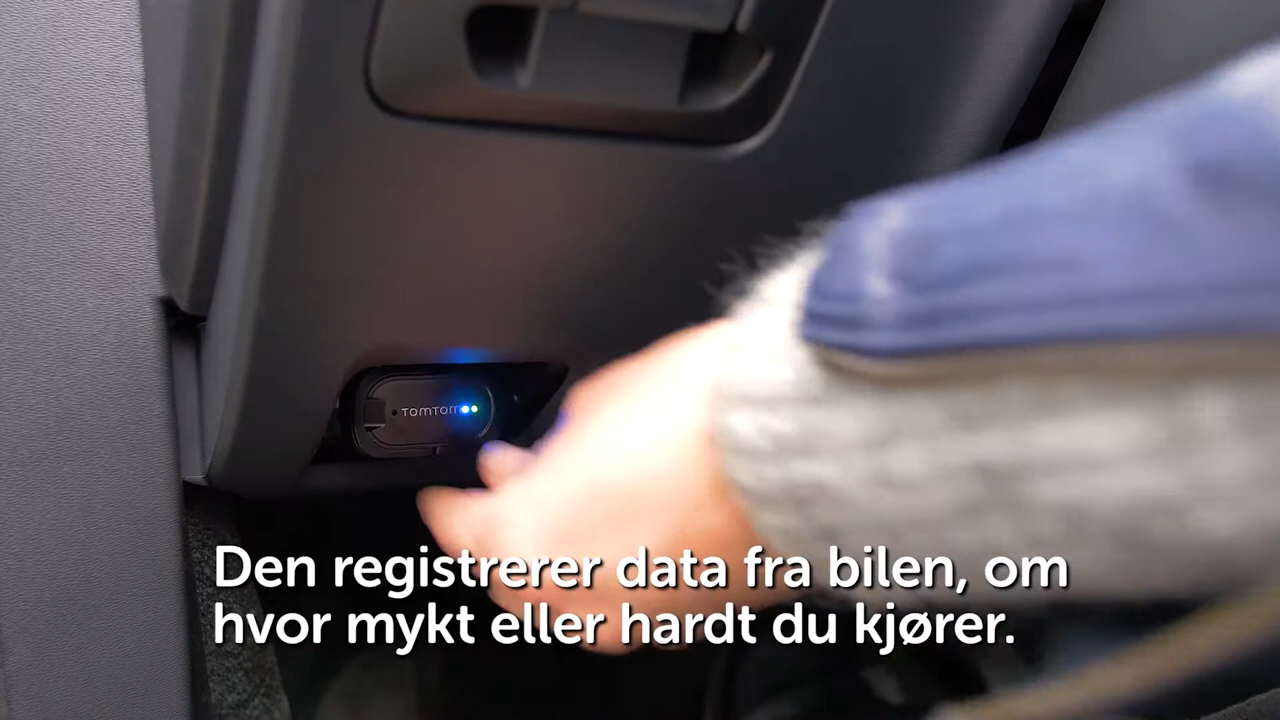 TOMTOM
Den registrerer data fra bilen, om
hvor mykt eller hardt du kjører.